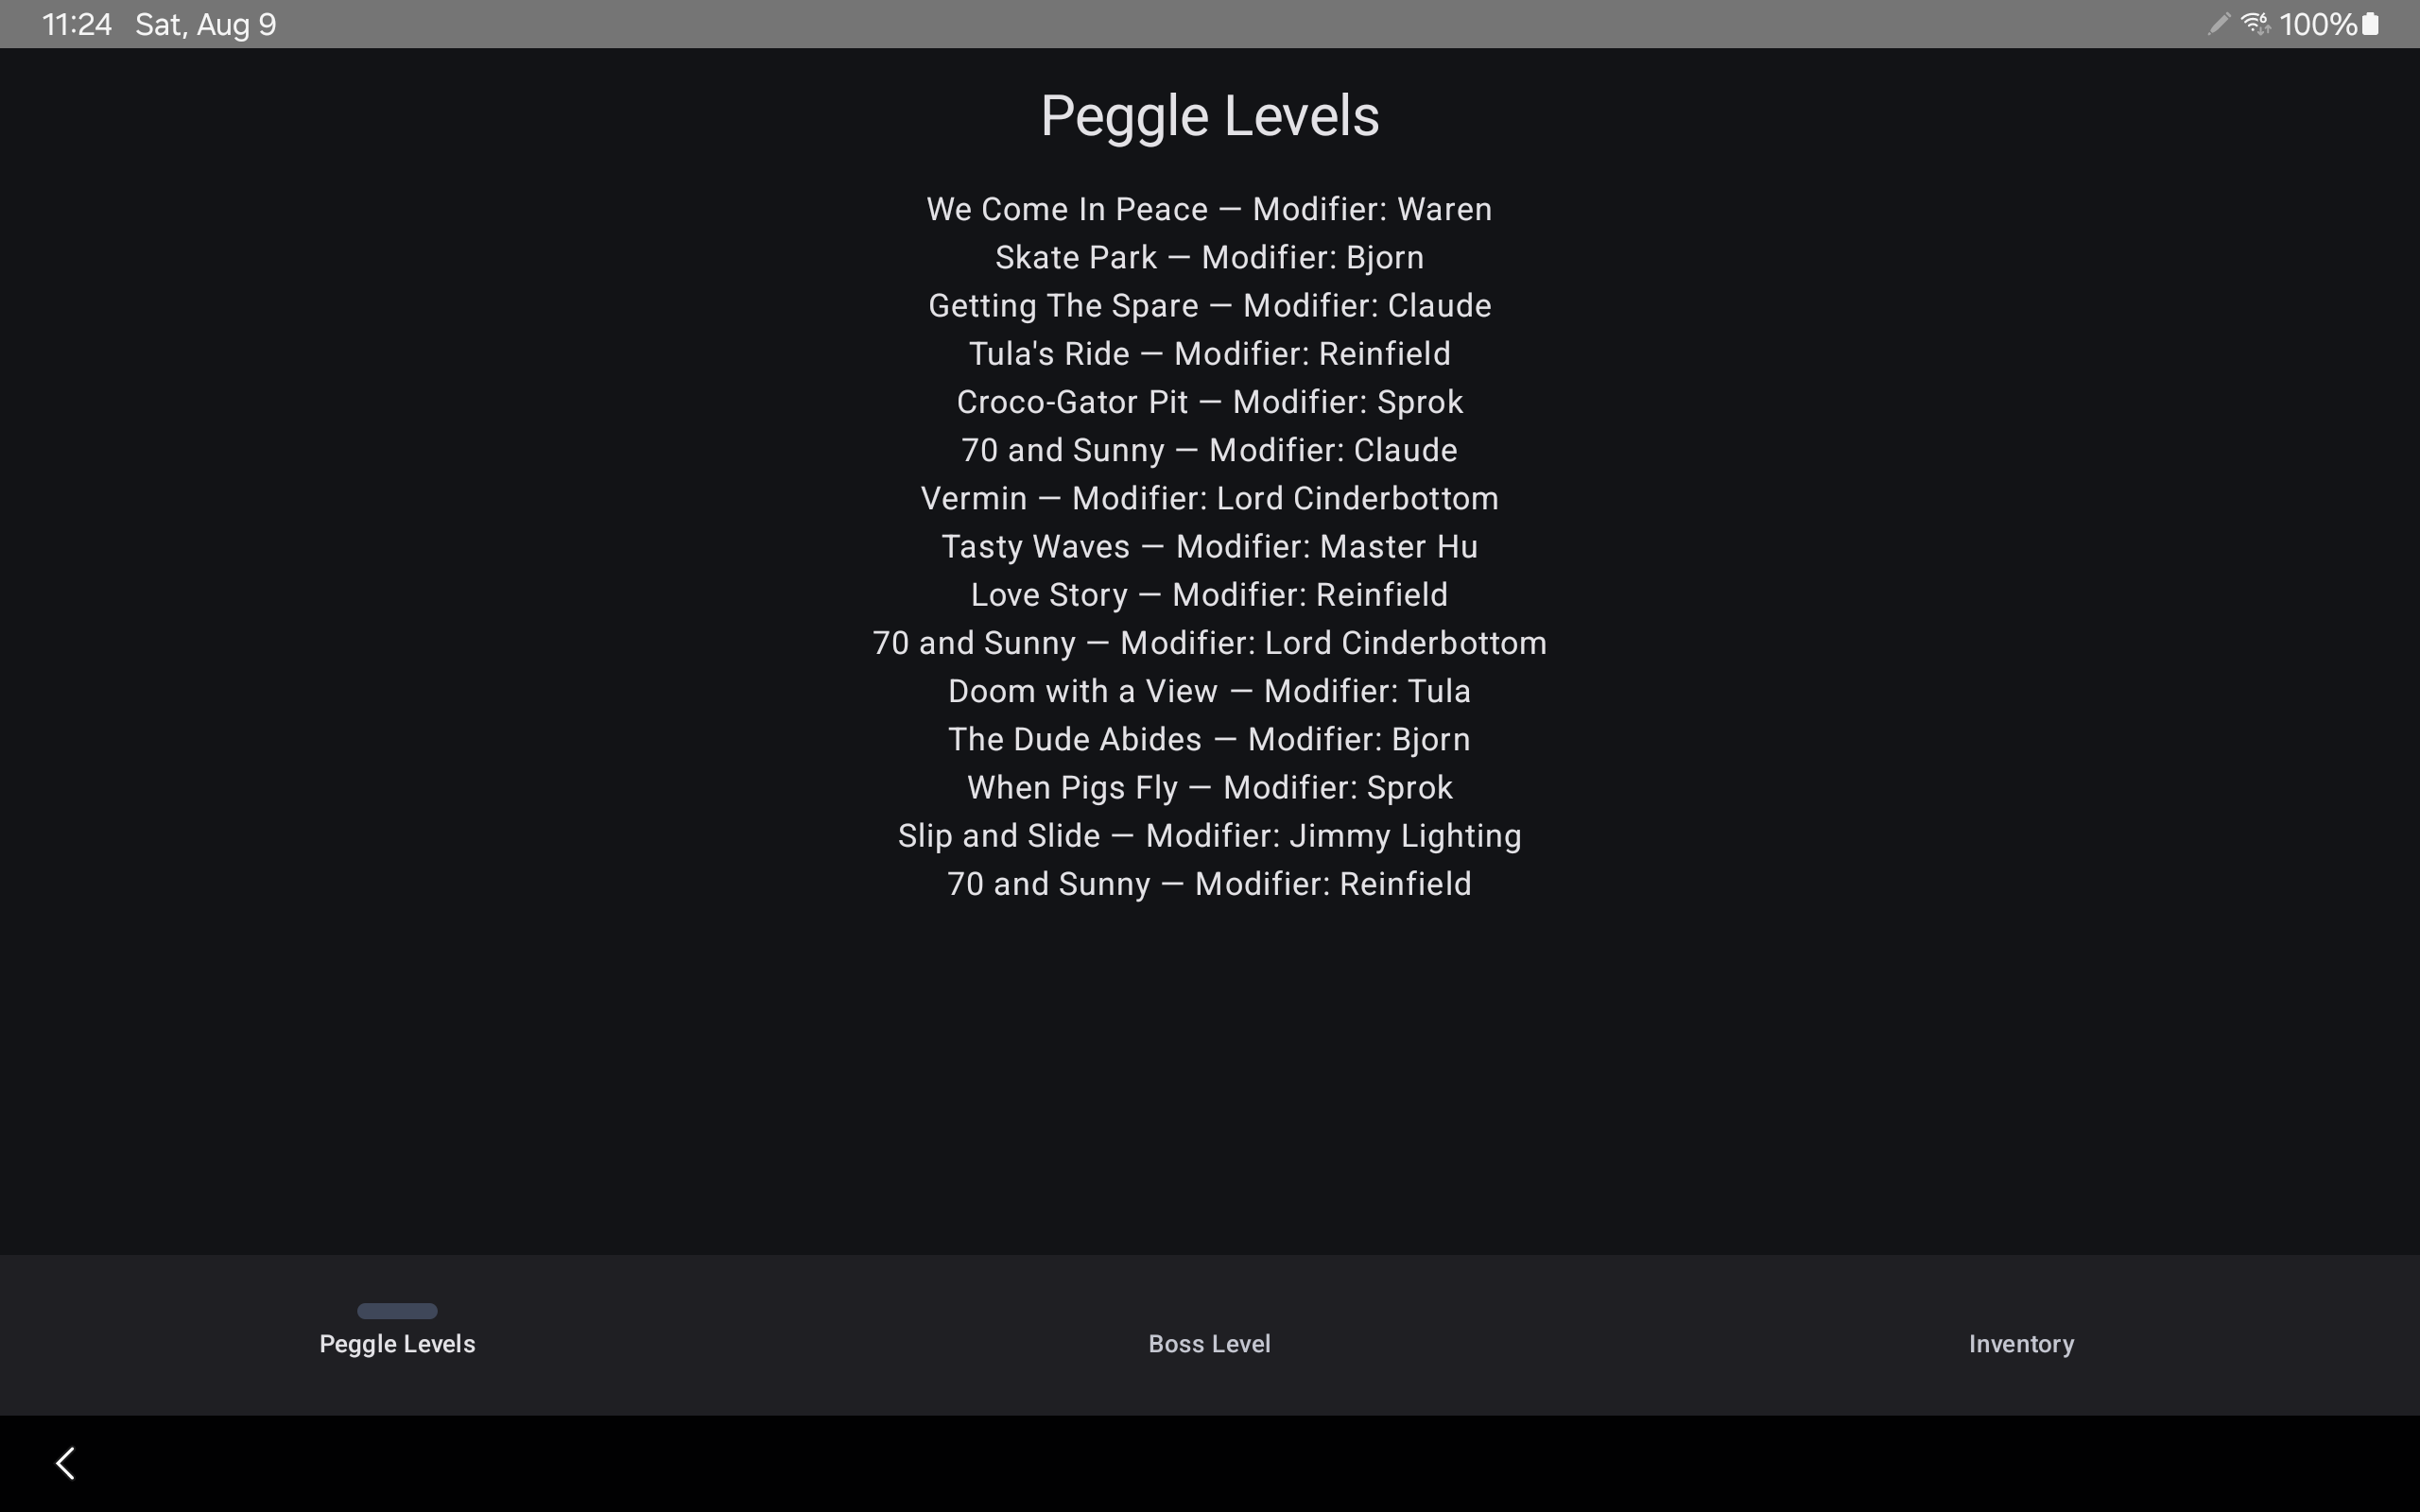 11:24 Sat, Aug 9
100%
Peggle Levels
We Come In Peace — Modifier: Waren
Skate Park — Modifier: Bjorn
Getting The Spare — Modifier: Claude
Tula's Ride — Modifier: Reinfield
Croco-Gator Pit — Modifier: Sprok
70 and Sunny — Modifier: Claude
Vermin — Modifier: Lord Cinderbottom
Tasty Waves — Modifier: Master Hu
Love Story — Modifier: Reinfield
70 and Sunny — Modifier: Lord Cinderbottom
Doom with a View — Modifier: Tula
The Dude Abides — Modifier: Bjorn
When Pigs Fly — Modifier: Sprok
Slip and Slide — Modifier: Jimmy Lighting
70 and Sunny — Modifier: Reinfield
Peggle Levels
Boss Level
Inventory